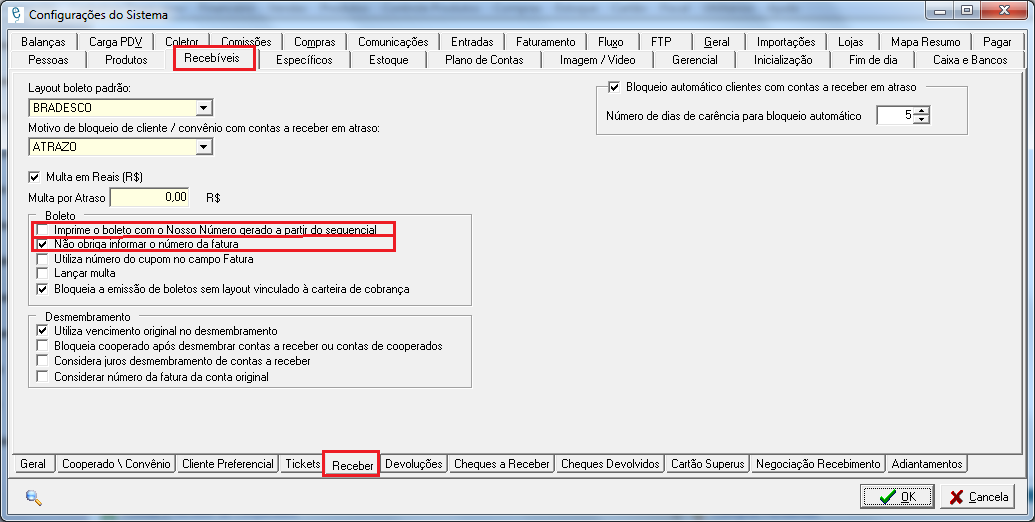 Configurações do Sistema
Balanças Carga PDV Coletor Comissões Compras Comunicações Entradas Faturamento Fluxo FTP Geral Importações Lojas Mapa Resumo Pagar
Pessoas Produtos Recebíveis Específicos Estoque Plano de Contas Imagem / Video Gerencial Inicialização Fim de dia Caixa e Bancos
Layout boleto padrão:
BRADESCO
Motivo de bloqueio de cliente / convênio com contas a receber em atraso:
ATRAZO
Multa em Reais (R$)
Multa por Atraso 0,00 R$
Bloqueio automático clientes com contas a receber em atraso
Número de dias de carência para bloqueio automático 5
Boleto
Imprime o boleto com o Nosso Número gerado a partir do sequencial
Não obriga informar o número da fatura
Utiliza número do cupom no campo Fatura
Lançar multa
Bloqueia a emissão de boletos sem layout vinculado à carteira de cobrança
Desmembramento
Utiliza vencimento original no desmembramento
Bloqueia cooperado após desmembrar contas a receber ou contas de cooperados
Considera juros desmembramento de contas a receber
Considerar número da fatura da conta original
Geral Cooperado \ Convênio Cliente Preferencial Tickets Receber Devoluções Cheques a Receber Cheques Devolvidos Cartão Superus Negociação Recebimento Adiantamentos
OK Cancela